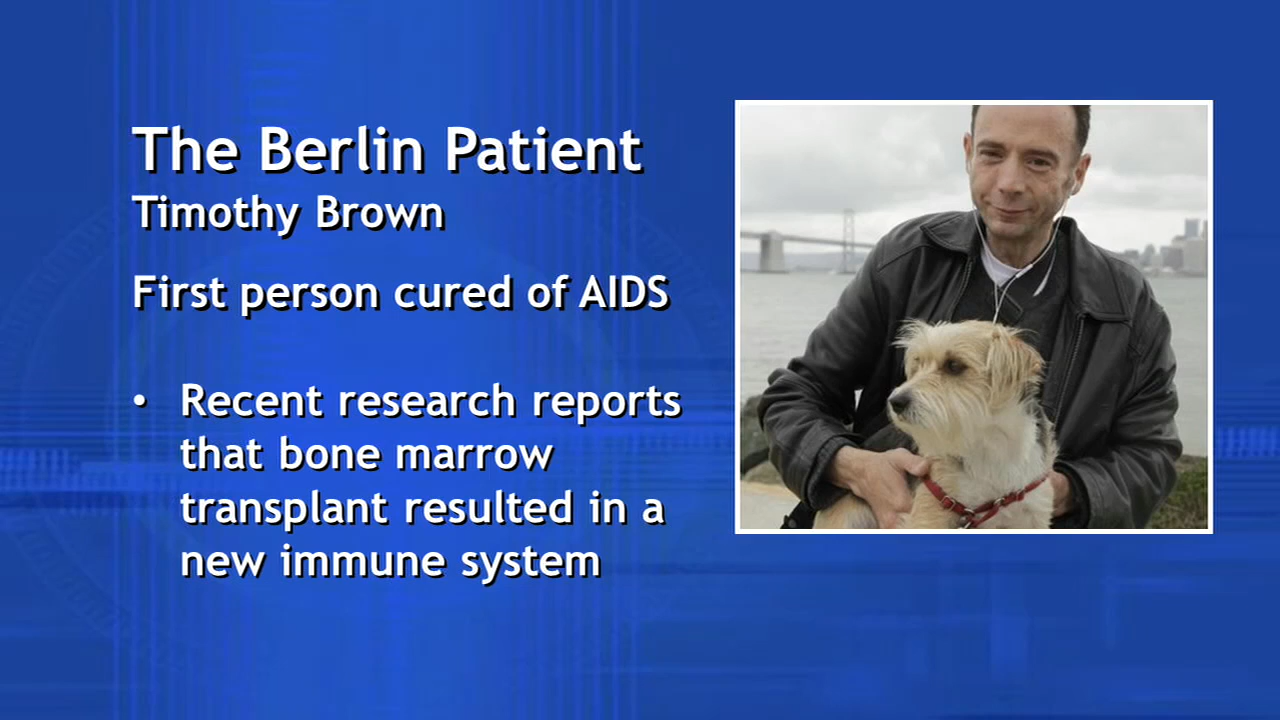 The Berlin Patient
Timothy Brown
First person cured of AIDS
• Recent research reports
that bone marrow
transplant resulted in a
new immune system